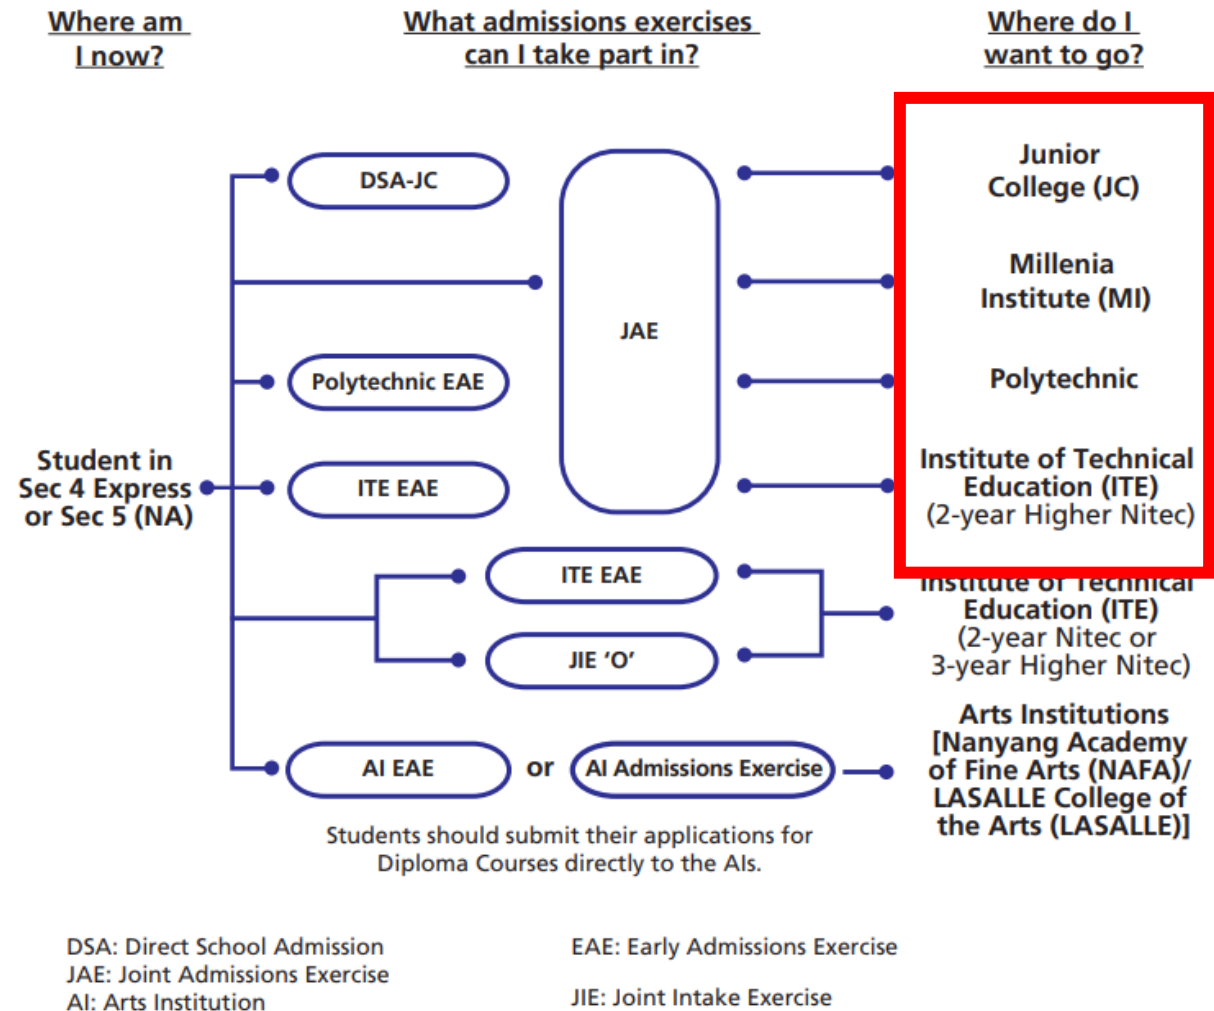 Where am
I now?
What admissions exercises
can I take part in?
Where do I
want to go?
DSA-JC
JAE
Polytechnic EAE
ITE EAE
Student in
Sec 4 Express
or Sec 5 (NA)
ITE EAE
JIE ‘O’
AI EAE
or
AI Admissions Exercise
Students should submit their applications for
Diploma Courses directly to the AIs.
Junior
College (JC)
Millenia
Institute (MI)
Polytechnic
Institute of Technical
Education (ITE)
(2-year Higher Nitec)
Institute of Technical
Education (ITE)
(2-year Nitec or
3-year Higher Nitec)
Arts Institutions
[Nanyang Academy
of Fine Arts (NAFA)/
LASALLE College of
the Arts (LASALLE)]
DSA: Direct School Admission
JAE: Joint Admissions Exercise
AI: Arts Institution
EAE: Early Admissions Exercise
JIE: Joint Intake Exercise